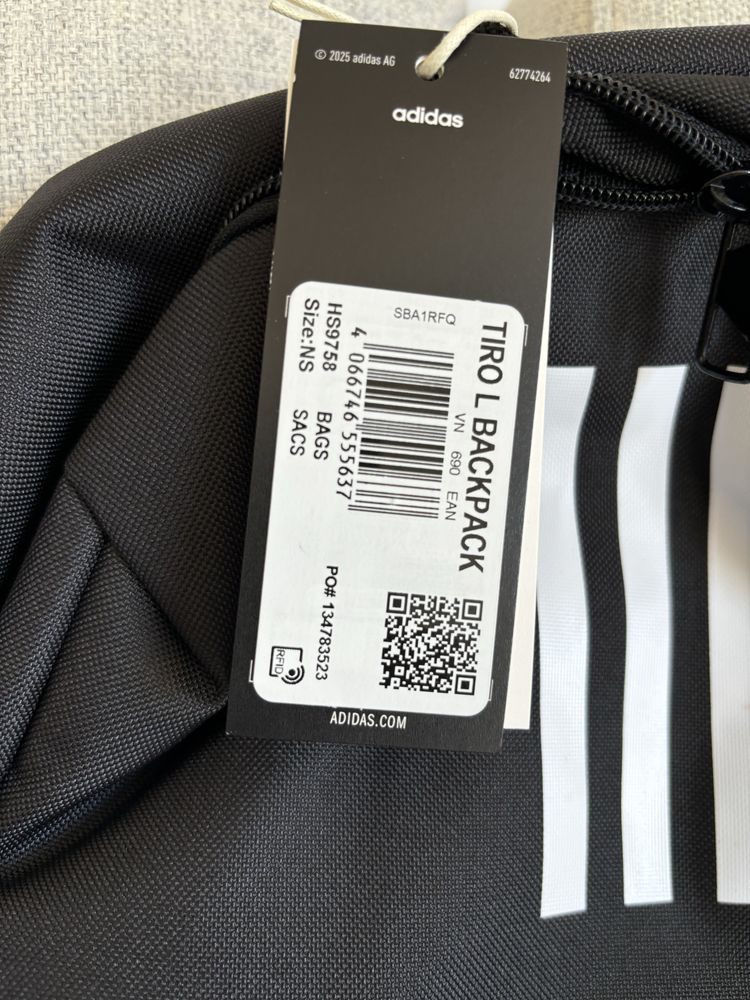 © 2025 adidas AG
62774264
adidas
SBA1RFQ
TIRO L BACKPACK
VN 690 EAN
4 066746 555637
HS9758 BAGS
Size:NS SACS
PO# 134783523
RFID
ADIDAS.COM